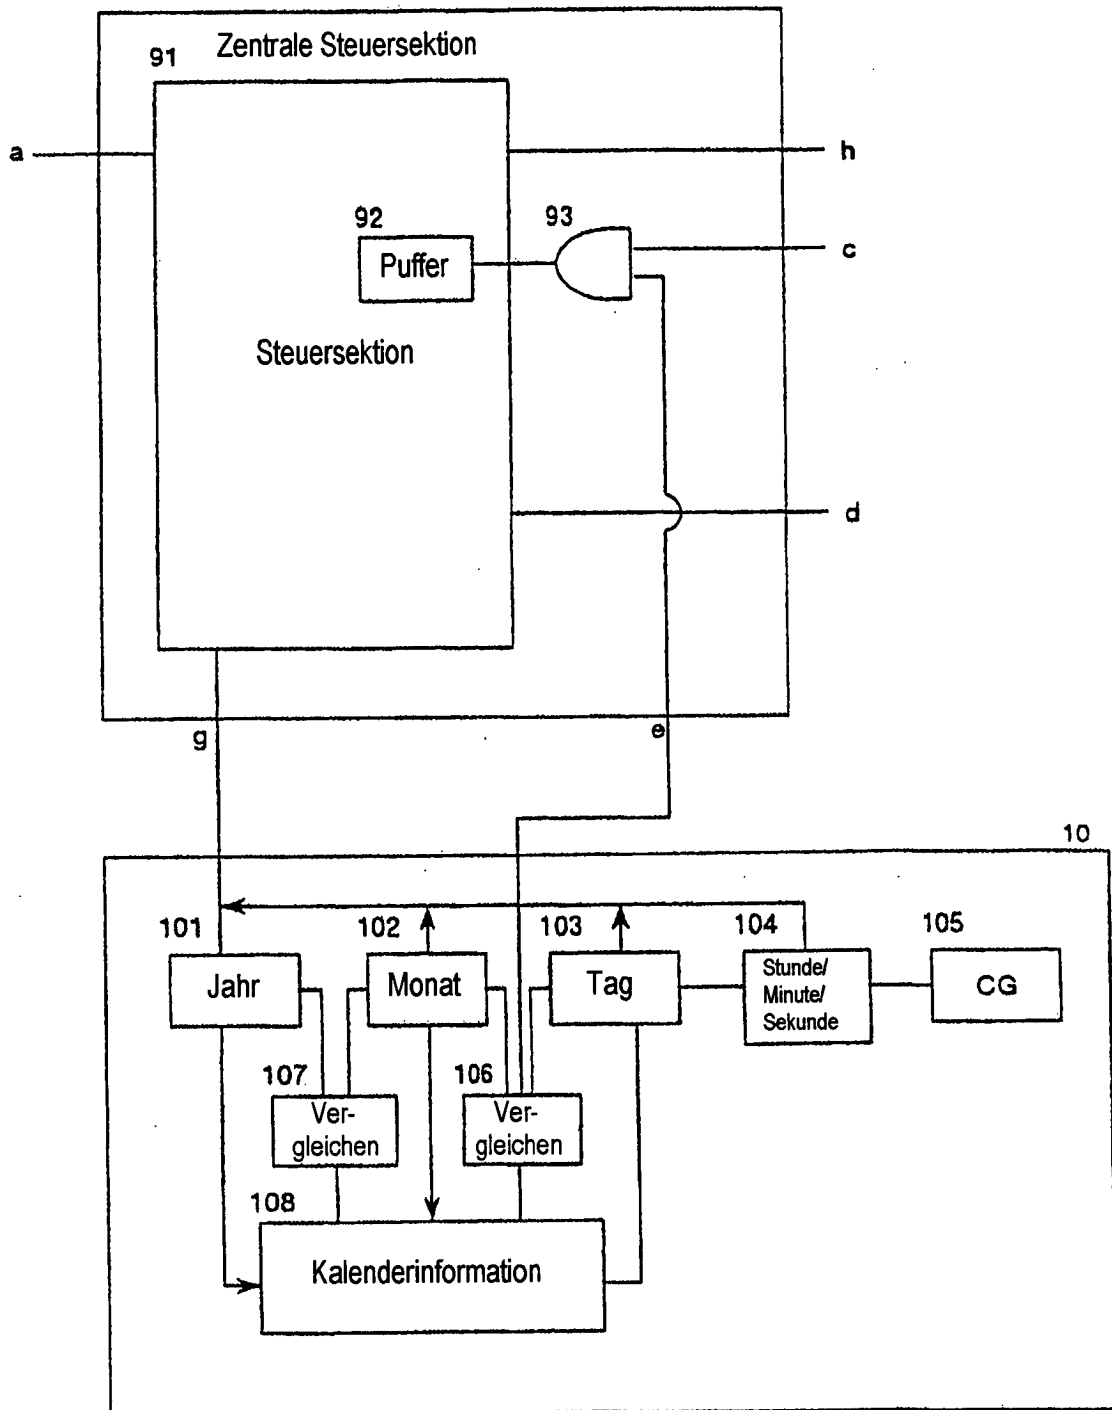 Zentrale Steuersektion
91
a
h
92
93
c
Puffer
Steuersektion
d
g
e
10
101
102
103
104
105
Jahr
Monat
Tag
Stunde/
Minute/
Sekunde
CG
107
106
Ver-
gleichen
Ver-
gleichen
108
Kalenderinformation